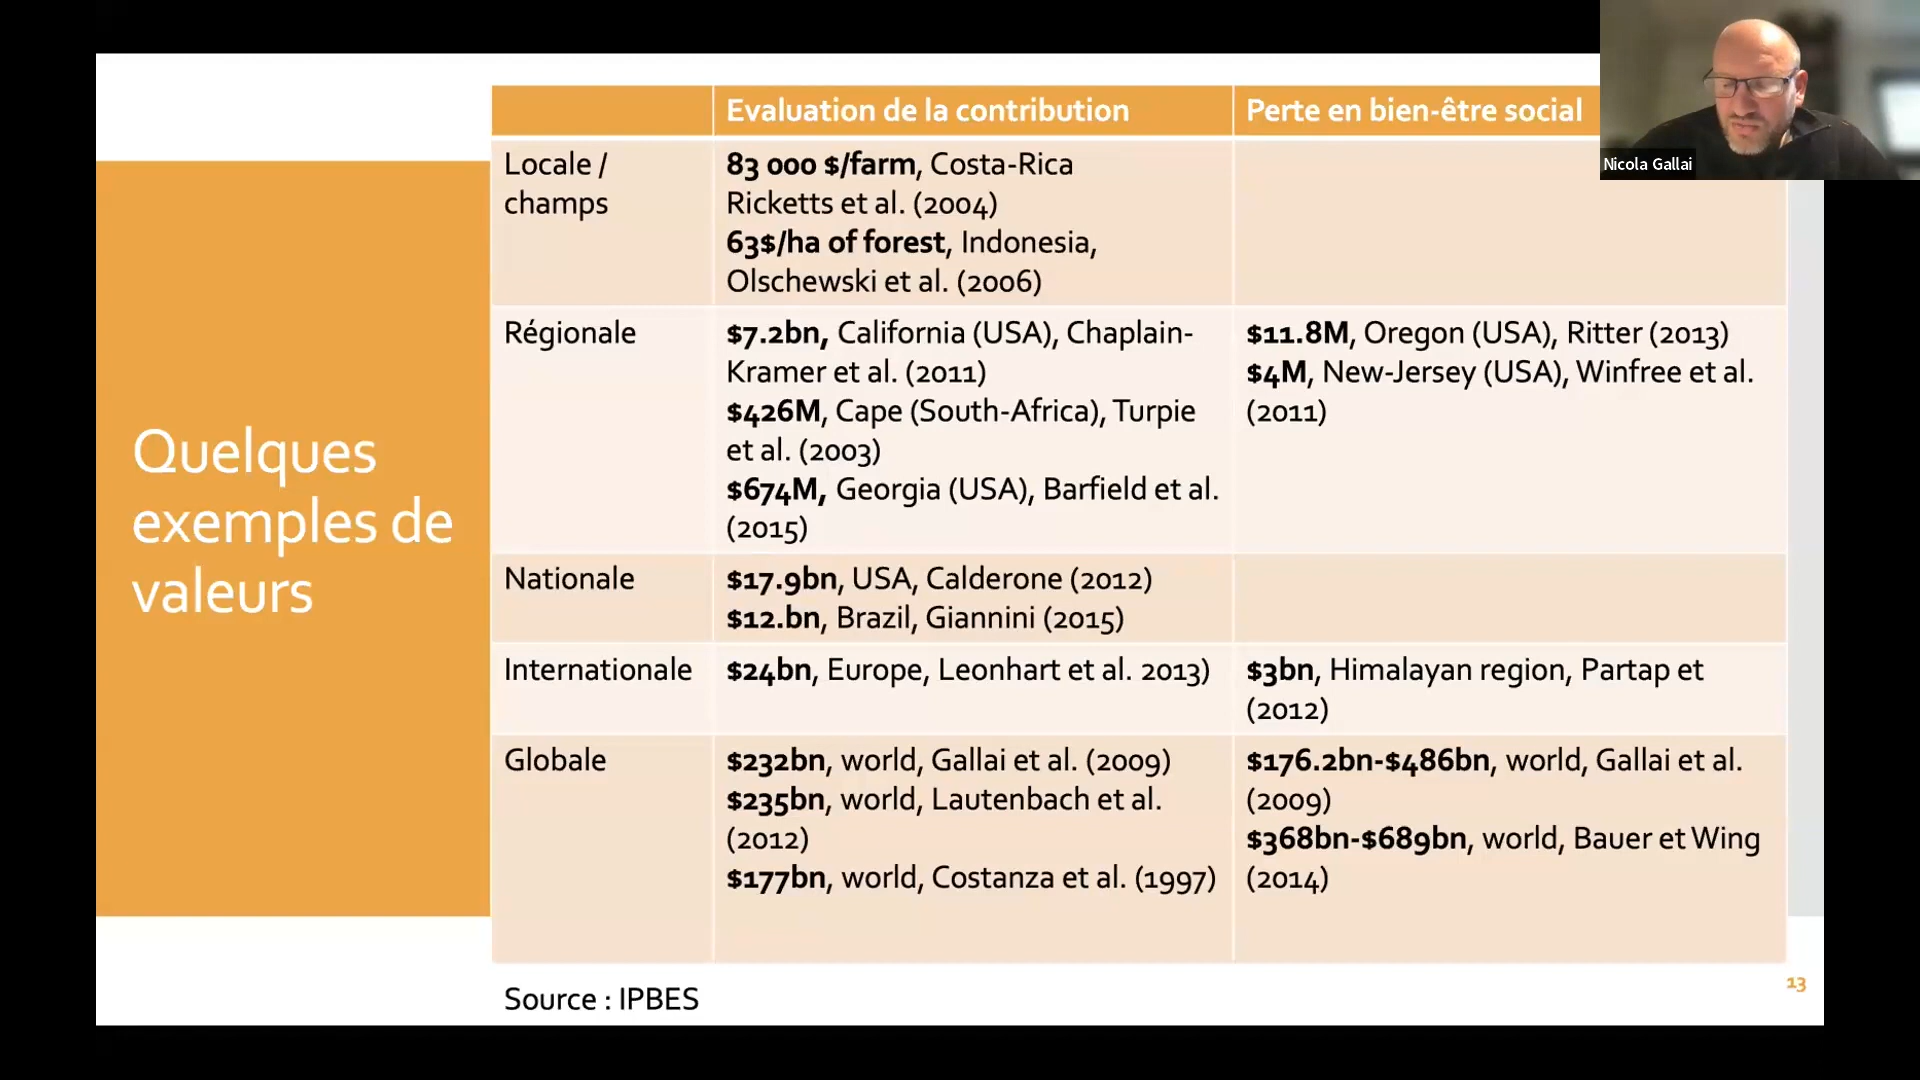 Evaluation de la contribution
Perte en bien-être social
Nicola Gallai
Quelques
exemples de
valeurs
Locale /
champs
83 000 $/farm, Costa-Rica
Ricketts et al. (2004)
63$/ha of forest, Indonesia,
Olschewski et al. (2006)
Régionale
$7.2bn, California (USA), Chaplain-
Kramer et al. (2011)
$426M, Cape (South-Africa), Turpie
et al. (2003)
$674M, Georgia (USA), Barfield et al.
(2015)
$11.8M, Oregon (USA), Ritter (2013)
$4M, New-Jersey (USA), Winfree et al.
(2011)
Nationale
$17.9bn, USA, Calderone (2012)
$12.bn, Brazil, Giannini (2015)
Internationale
$24bn, Europe, Leonhart et al. 2013)
$3bn, Himalayan region, Partap et
(2012)
Globale
$232bn, world, Gallai et al. (2009)
$235bn, world, Lautenbach et al.
(2012)
$177bn, world, Costanza et al. (1997)
$176.2bn-$486bn, world, Gallai et al.
(2009)
$368bn-$689bn, world, Bauer et Wing
(2014)
Source : IPBES
13